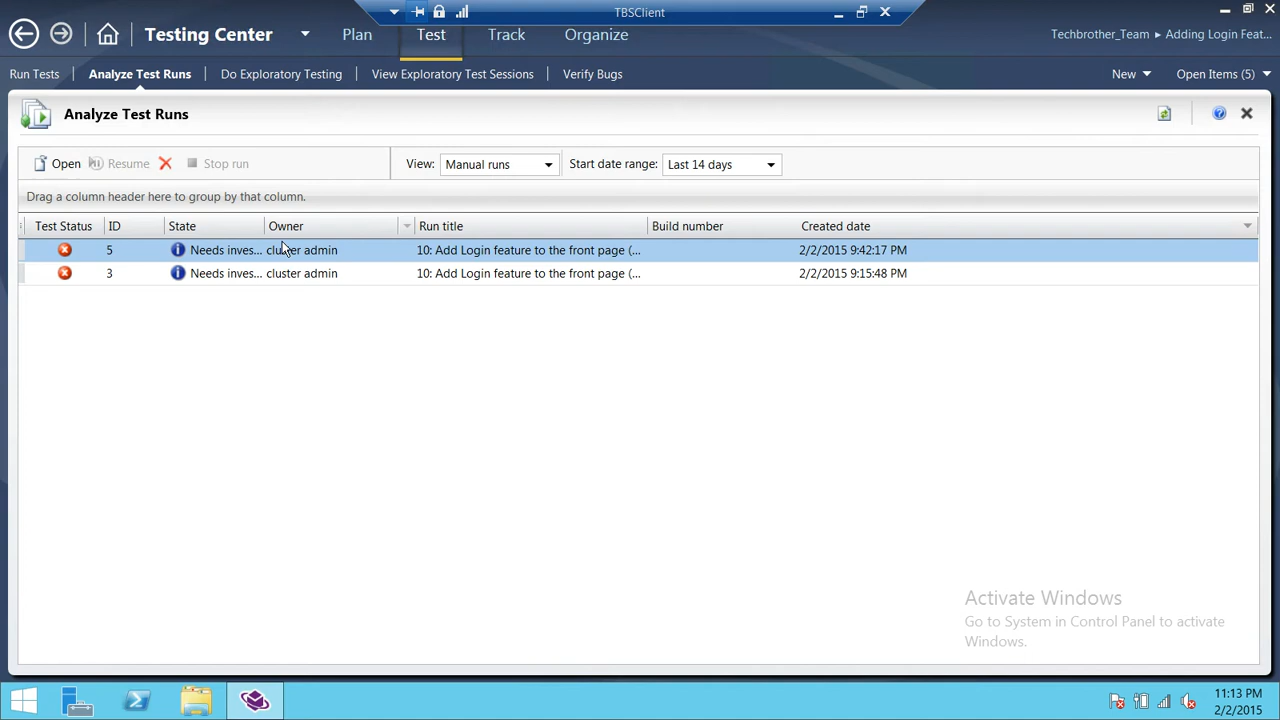 TBSClient
Testing Center Plan Test Track Organize Techbrother_Team ▸ Adding Login Feat...
Run Tests Analyze Test Runs Do Exploratory Testing View Exploratory Test Sessions Verify Bugs New Open Items (5)
Analyze Test Runs
Open Resume Stop run View: Manual runs Start date range: Last 14 days
Drag a column header here to group by that column.
Test Status ID State Owner Run title Build number Created date
5 Needs inves... cluster admin 10: Add Login feature to the front page (... 2/2/2015 9:42:17 PM
3 Needs inves... cluster admin 10: Add Login feature to the front page (... 2/2/2015 9:15:48 PM
Activate Windows
Go to System in Control Panel to activate
Windows.
11:13 PM
2/2/2015